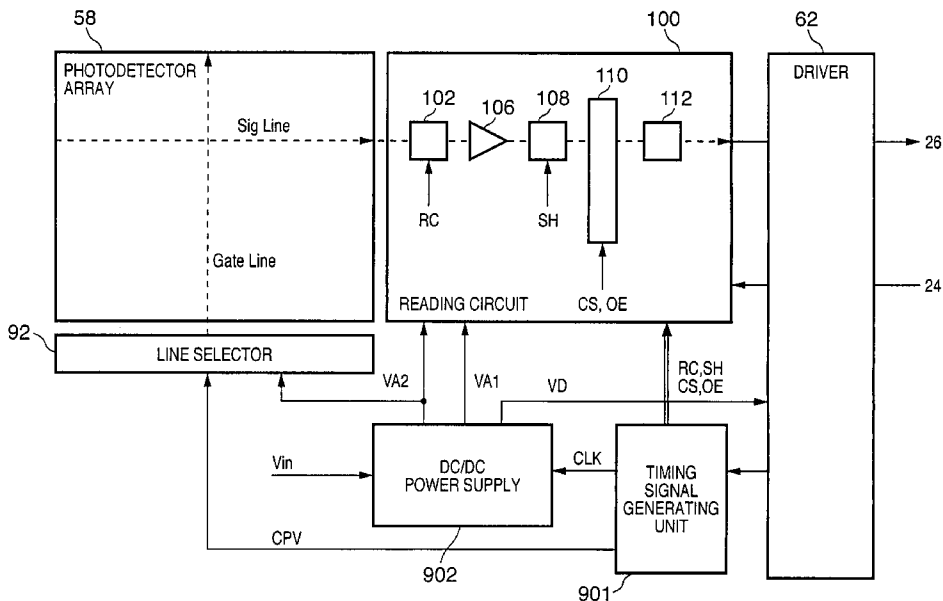 58
100
62
PHOTODETECTOR
ARRAY
DRIVER
102
106
108
110
112
Sig Line
26
RC
SH
Gate Line
24
READING CIRCUIT
CS, OE
92
LINE SELECTOR
VA2
VA1
VD
RC,SH
CS,OE
Vin
DC/DC
POWER SUPPLY
CLK
TIMING
SIGNAL
GENERATING
UNIT
CPV
902
901